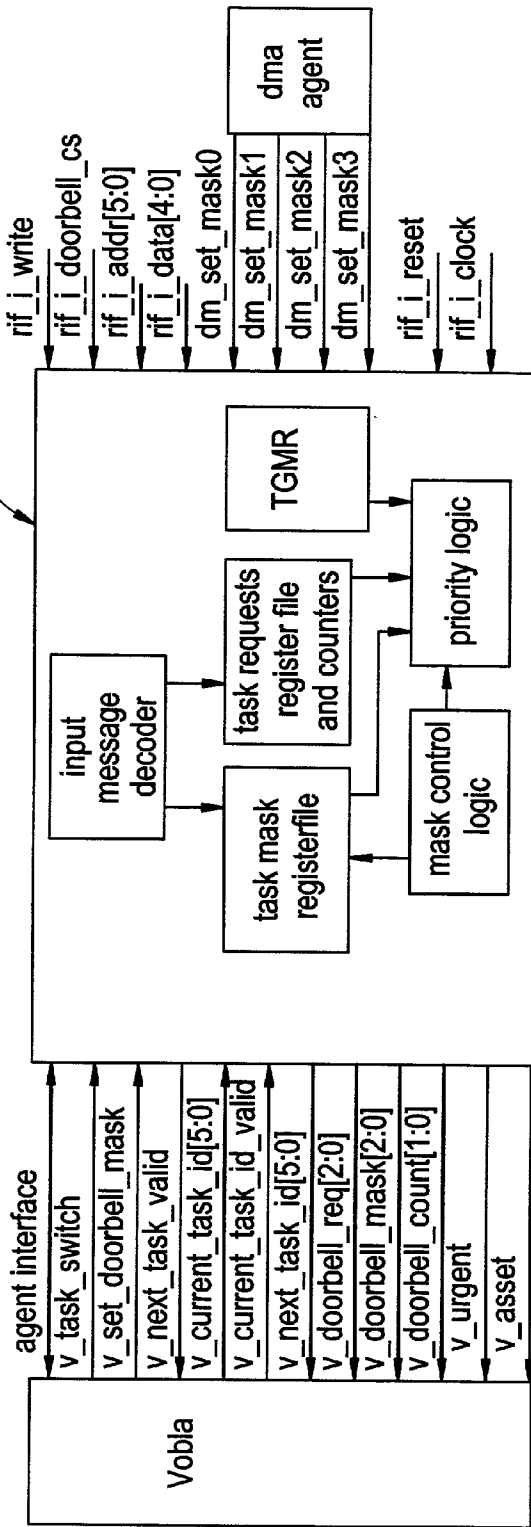 Vobla
agent interface
v_task_switch
v_set_doorbell_mask
v_next_task_valid
v_current_task_id[5:0]
v_current_task_id_valid
v_next_task_id[5:0]
v_doorbell_req[2:0]
v_doorbell_mask[2:0]
v_doorbell_count[1:0]
v_urgent
v_asset
input
message
decoder
task mask
registerfile
task requests
register file
and counters
TGMR
mask control
logic
priority logic
rif_i_write
rif_i_doorbell_cs
rif_i_addr[5:0]
rif_i_data[4:0]
dm_set_mask0
dm_set_mask1
dm_set_mask2
dm_set_mask3
rif_i_reset
rif_i_clock
dma
agent